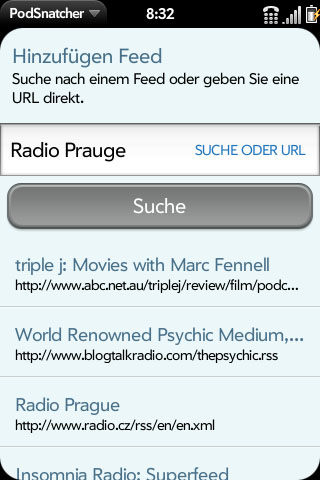 PodSnatcher
8:32
Hinzufügen Feed
Suche nach einem Feed oder geben Sie eine
URL direkt.
Radio Prauge
SUCHE ODER URL
Suche
triple j: Movies with Marc Fennell
http://www.abc.net.au/triplej/review/film/podc...
World Renowned Psychic Medium,...
http://www.blogtalkradio.com/thepsychic.rss
Radio Prague
http://www.radio.cz/rss/en/en.xml
Insomnia Radio: Superfeed